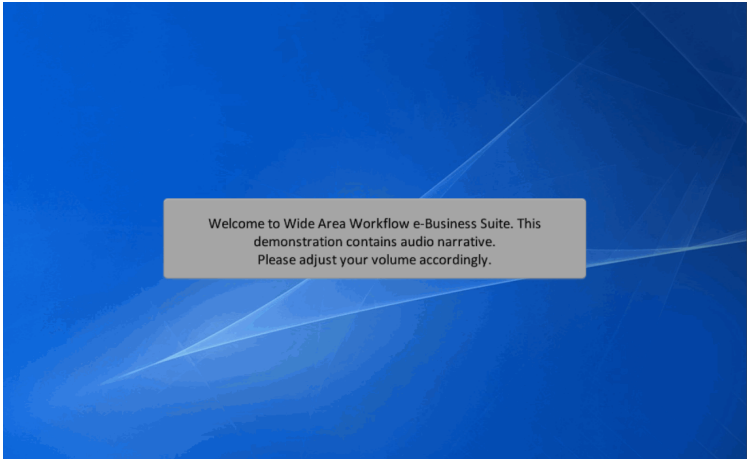 Welcome to Wide Area Workflow e-Business Suite. This
demonstration contains audio narrative.
Please adjust your volume accordingly.